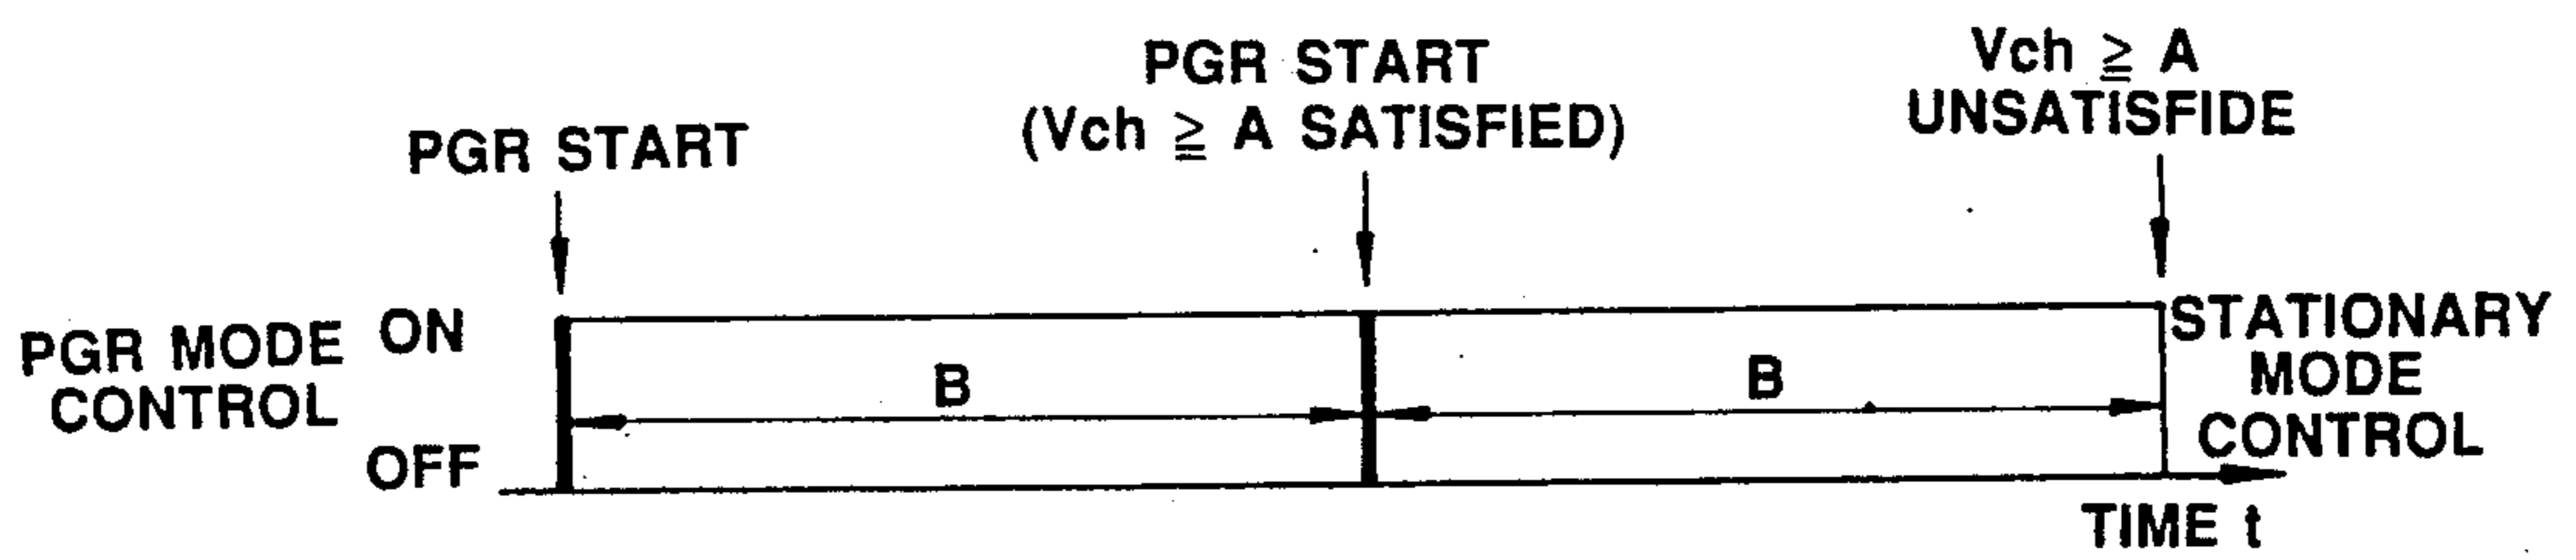 PGR START
PGR START
(Vch ≧ A SATISFIED)
Vch ≧ A
UNSATISFIDE
PGR MODE
CONTROL
ON
OFF
B
B
STATIONARY
MODE
CONTROL
TIME t